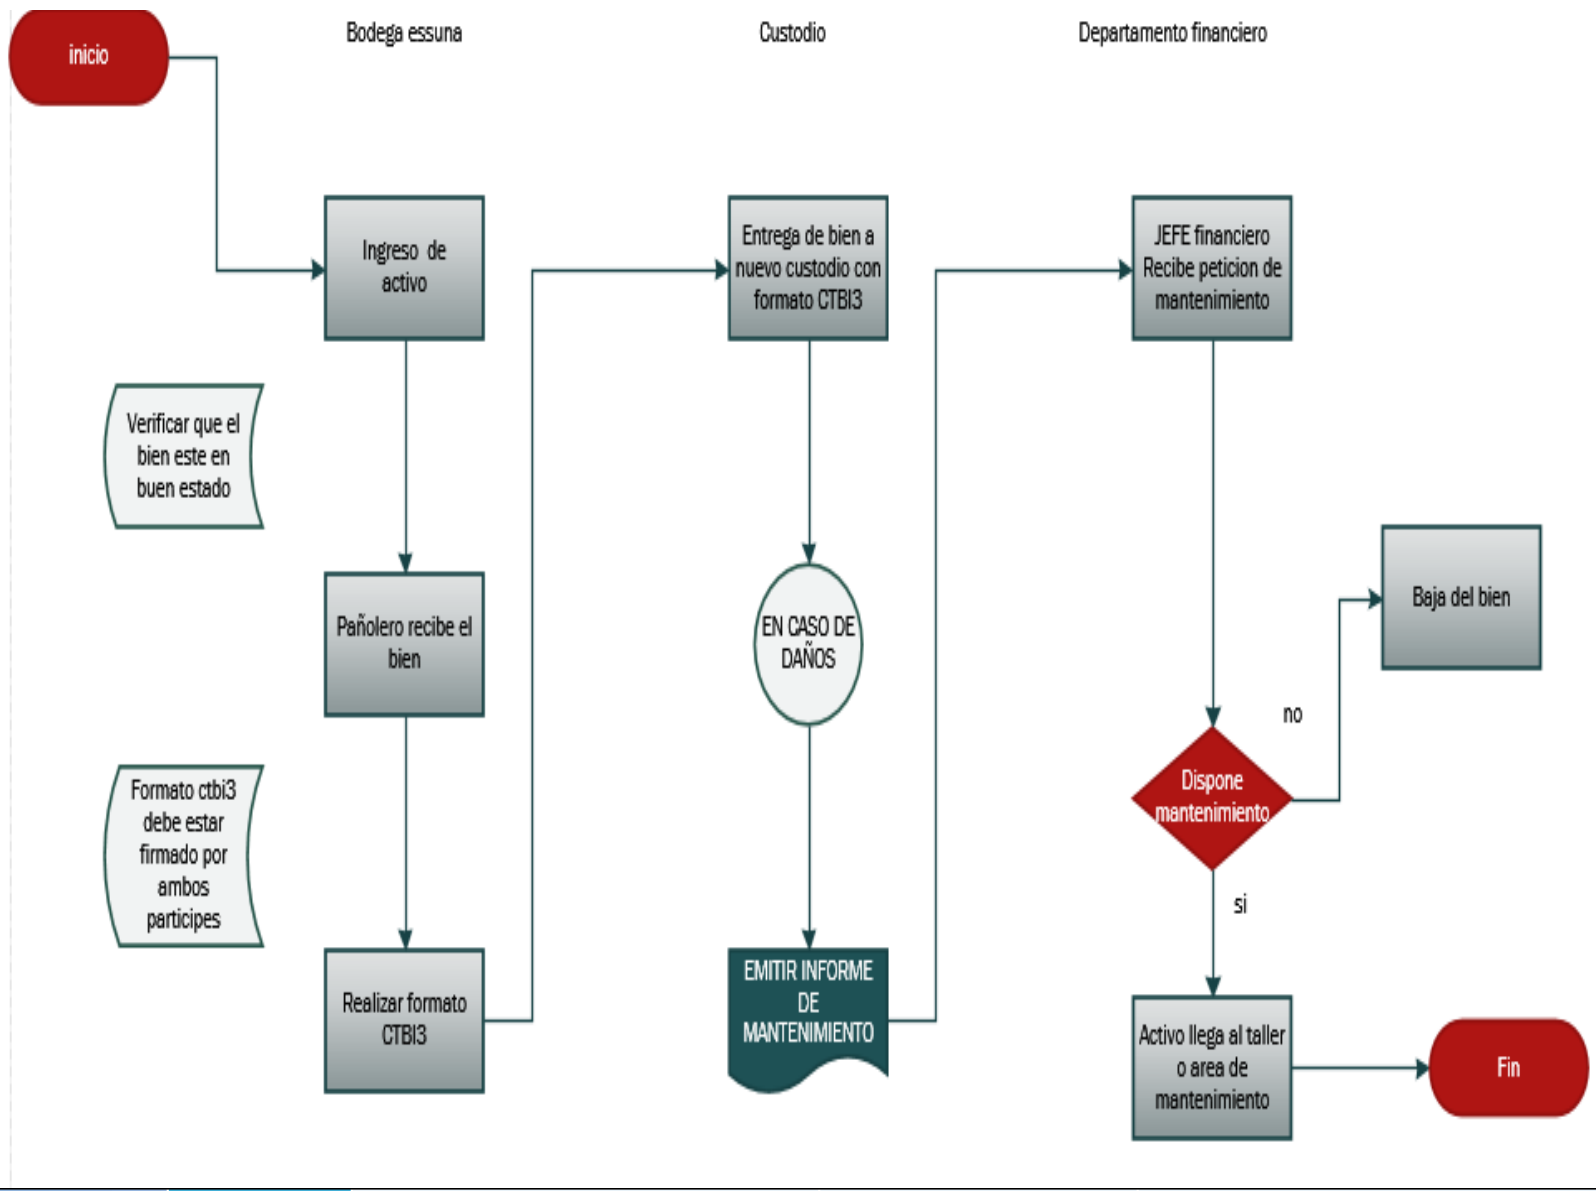 inicio
Bodega essuna
Custodio
Departamento financiero
Ingreso de
activo
Entrega de bien a
nuevo custodio con
formato CTBI3
JEFE financiero
Recibe peticion de
mantenimiento
Verificar que el
bien este en
buen estado
Pañolero recibe el
bien
EN CASO DE
DAÑOS
Baja del bien
no
Dispone
mantenimiento
si
Formato ctbi3
debe estar
firmado por
ambos
participes
Realizar formato
CTBI3
EMITIR INFORME
DE
MANTENIMIENTO
Activo llega al taller
o area de
mantenimiento
Fin